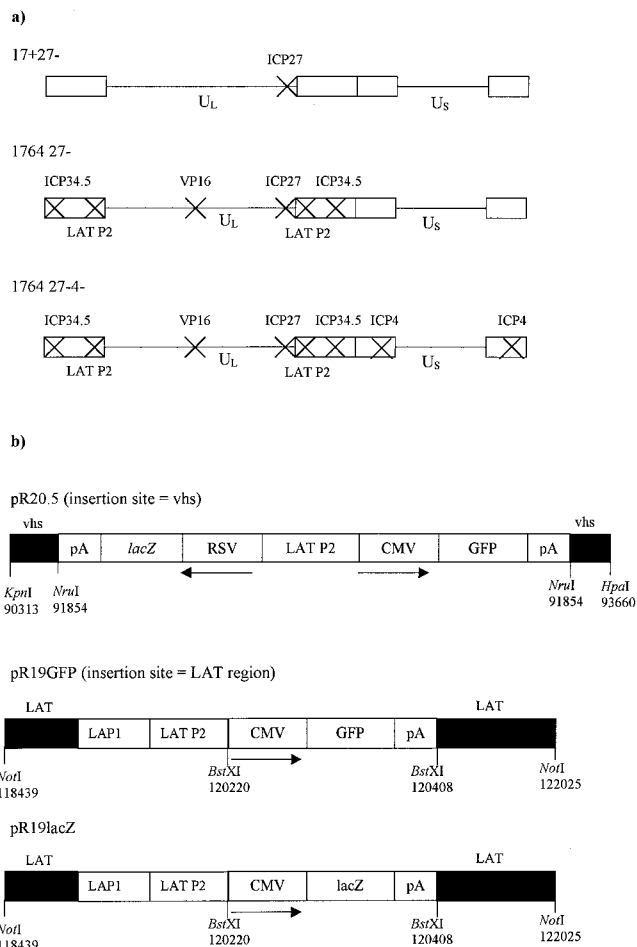 a)
17+27-
ICP27
UL US
1764 27-
ICP34.5 VP16 ICP27 ICP34.5
UL US
LAT P2 LAT P2
1764 27-4-
ICP34.5 VP16 ICP27 ICP34.5 ICP4 ICP4
UL US
LAT P2 LAT P2
b)
pR20.5 (insertion site = vhs)
vhs vhs
pA lacZ RSV LAT P2 CMV GFP pA
KpnI NruI NruI HpaI
90313 91854 91854 93660
pR19GFP (insertion site = LAT region)
LAT LAT
LAP1 LAT P2 CMV GFP pA
NotI BstXI BstXI NotI
118439 120220 120408 122025
pR19lacZ
LAT LAT
LAP1 LAT P2 CMV lacZ pA
NotI BstXI BstXI NotI
118439 120220 120408 122025